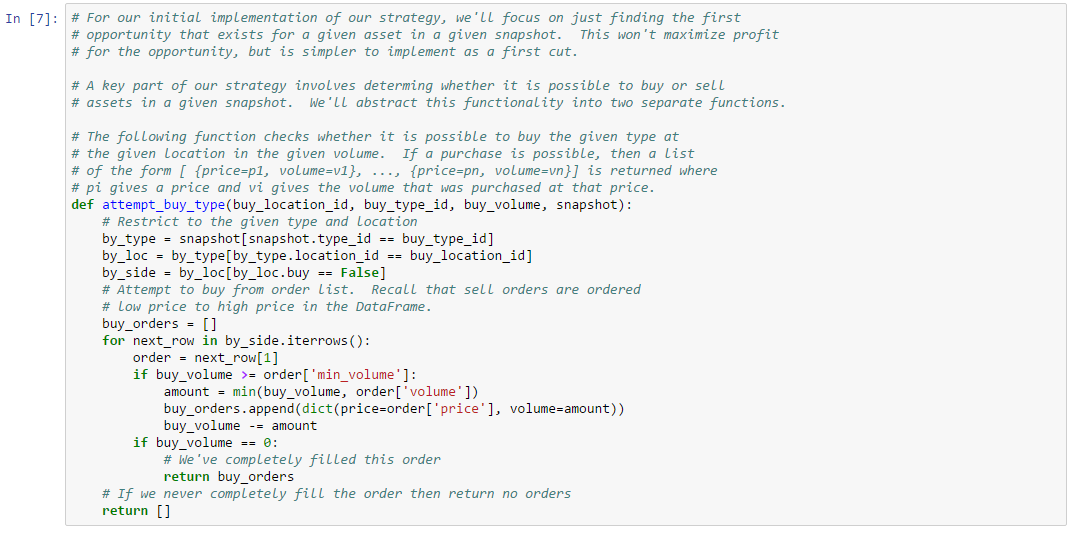 In [7]:
# For our initial implementation of our strategy, we'll focus on just finding the first
# opportunity that exists for a given asset in a given snapshot.  This won't maximize profit
# for the opportunity, but is simpler to implement as a first cut.

# A key part of our strategy involves determing whether it is possible to buy or sell
# assets in a given snapshot.  We'll abstract this functionality into two separate functions.

# The following function checks whether it is possible to buy the given type at
# the given location in the given volume.  If a purchase is possible, then a list
# of the form [ {price=p1, volume=v1}, ..., {price=pn, volume=vn}] is returned where
# pi gives a price and vi gives the volume that was purchased at that price.
def attempt_buy_type(buy_location_id, buy_type_id, buy_volume, snapshot):
    # Restrict to the given type and location
    by_type = snapshot[snapshot.type_id == buy_type_id]
    by_loc = by_type[by_type.location_id == buy_location_id]
    by_side = by_loc[by_loc.buy == False]
    # Attempt to buy from order list.  Recall that sell orders are ordered
    # low price to high price in the DataFrame.
    buy_orders = []
    for next_row in by_side.iterrows():
        order = next_row[1]
        if buy_volume >= order['min_volume']:
            amount = min(buy_volume, order['volume'])
            buy_orders.append(dict(price=order['price'], volume=amount))
            buy_volume -= amount
        if buy_volume == 0:
            # We've completely filled this order
            return buy_orders
    # If we never completely fill the order then return no orders
    return []